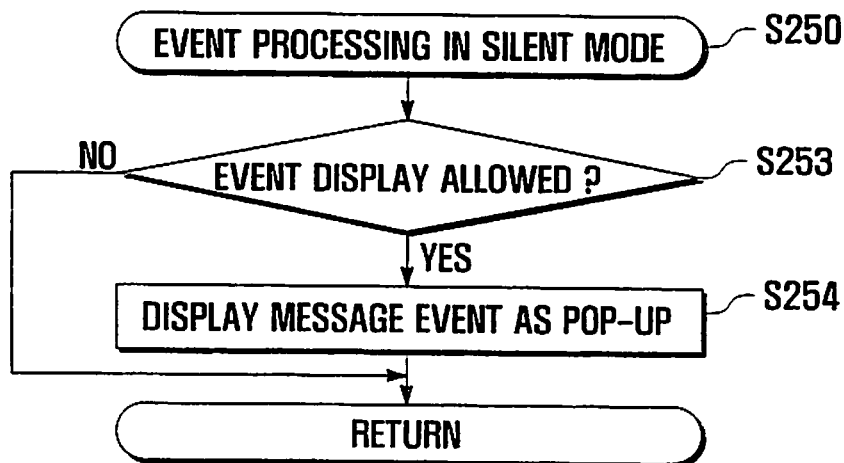 EVENT PROCESSING IN SILENT MODE
S250
NO
EVENT DISPLAY ALLOWED ?
S253
YES
DISPLAY MESSAGE EVENT AS POP-UP
S254
RETURN